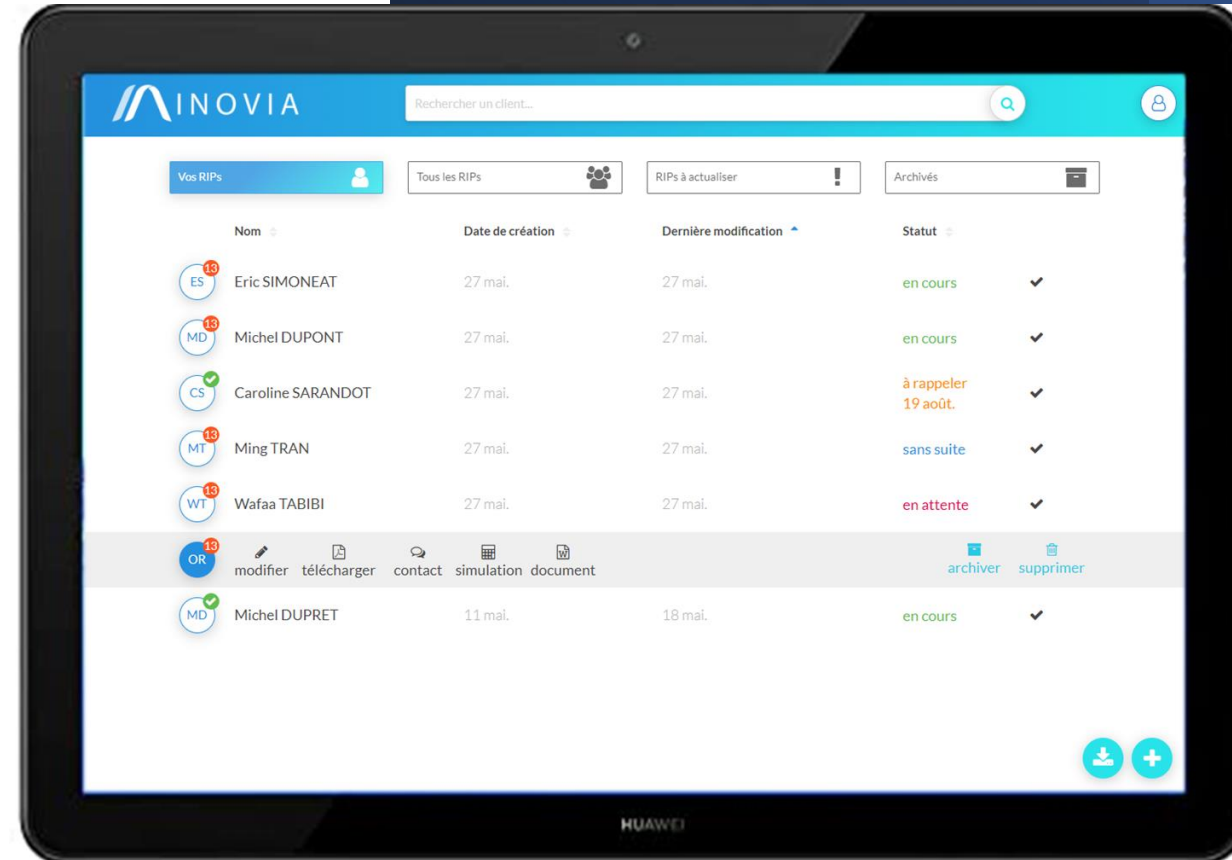 INOVIA
Rechercher un client...
Vos RIPs
Tous les RIPs
RIPs à actualiser
!
Archivés
Nom
Date de création
Dernière modification
Statut
ES 13 Eric SIMONEAT 27 mai. 27 mai. en cours
MD 13 Michel DUPONT 27 mai. 27 mai. en cours
CS Caroline SARANDOT 27 mai. 27 mai. à rappeler
19 août.
MT 13 Ming TRAN 27 mai. 27 mai. sans suite
WT 13 Wafaa TABIBI 27 mai. 27 mai. en attente
OR 13 modifier télécharger contact simulation document archiver supprimer
MD Michel DUPRET 11 mai. 18 mai. en cours
HUAWEI